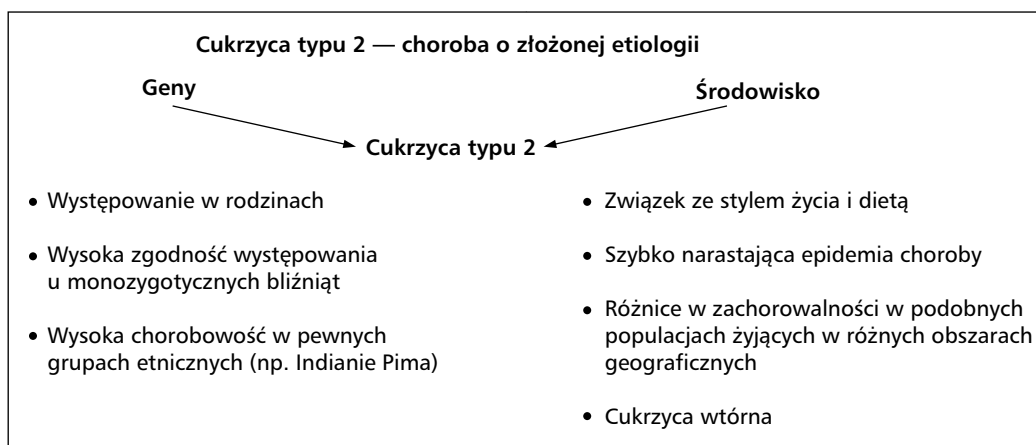 Cukrzyca typu 2 — choroba o złożonej etiologii
Geny
Środowisko
Cukrzyca typu 2
• Występowanie w rodzinach
• Wysoka zgodność występowania
u monozygotycznych bliźniąt
• Wysoka chorobowość w pewnych
grupach etnicznych (np. Indianie Pima)
• Związek ze stylem życia i dietą
• Szybko narastająca epidemia choroby
• Różnice w zachorowalności w podobnych
populacjach żyjących w różnych obszarach
geograficznych
• Cukrzyca wtórna